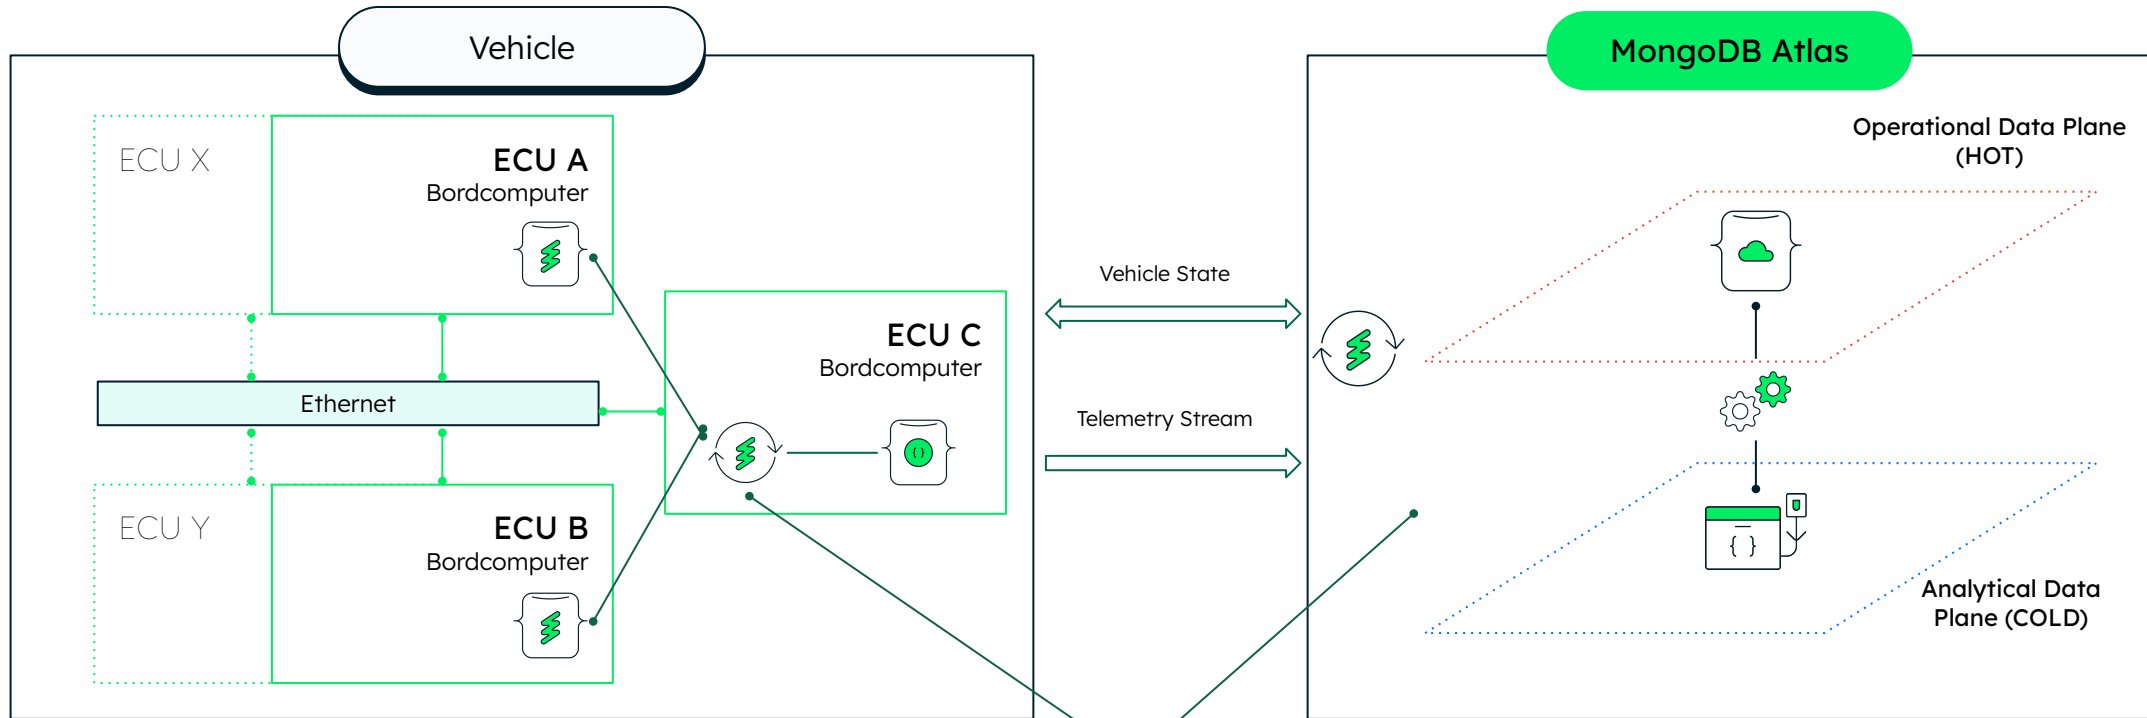 Vehicle
MongoDB Atlas
ECU X
ECU A
Bordcomputer
Ethernet
ECU Y
ECU B
Bordcomputer
ECU C
Bordcomputer
Vehicle State
Telemetry Stream
Operational Data Plane
(HOT)
Analytical Data
Plane (COLD)